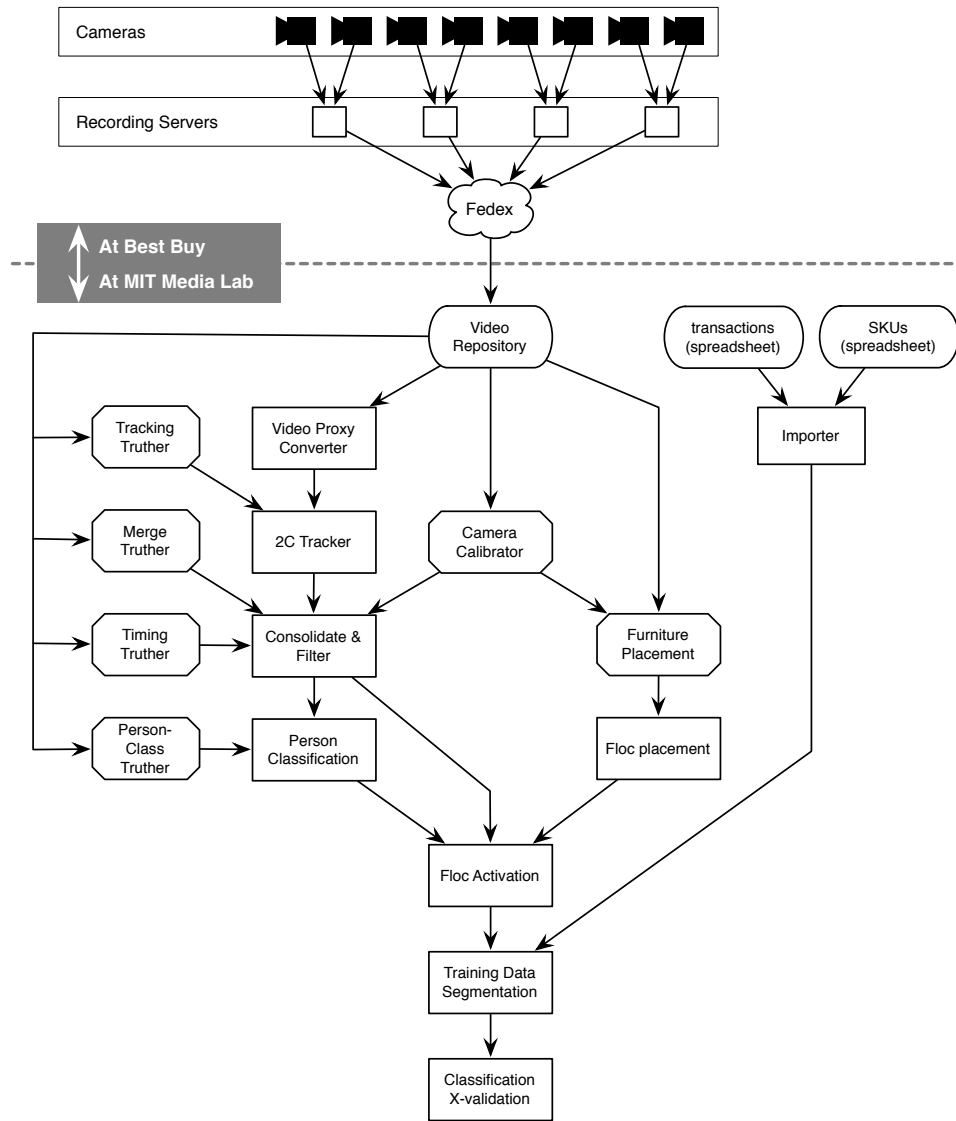 Cameras
Recording Servers
Fedex
At Best Buy
At MIT Media Lab
Video
Repository
transactions
(spreadsheet)
SKUs
(spreadsheet)
Tracking
Truther
Video Proxy
Converter
Importer
Merge
Truther
2C Tracker
Camera
Calibrator
Timing
Truther
Consolidate &
Filter
Furniture
Placement
Person-
Class
Truther
Person
Classification
Floc placement
Floc Activation
Training Data
Segmentation
Classification
X-validation